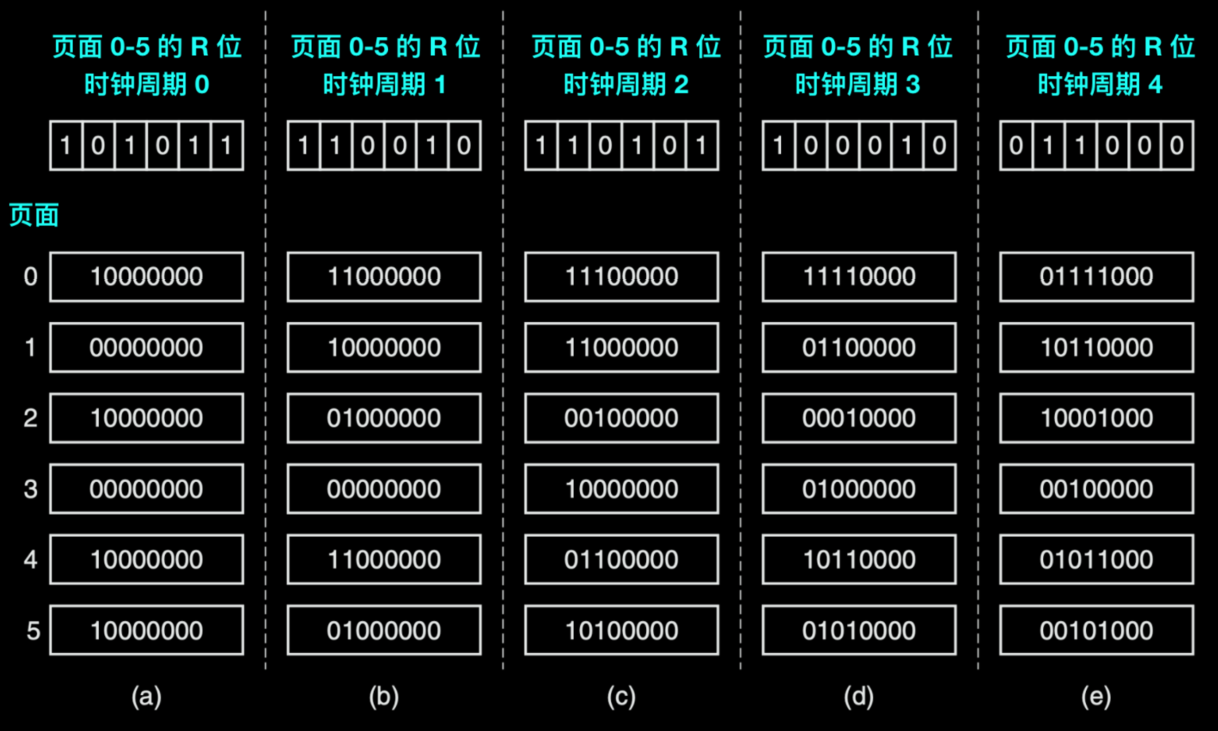 页面 0-5 的 R 位 页面 0-5 的 R 位 页面 0-5 的 R 位 页面 0-5 的 R 位 页面 0-5 的 R 位
时钟周期 0 时钟周期 1 时钟周期 2 时钟周期 3 时钟周期 4
1 0 1 0 1 1 1 1 0 0 1 0 1 1 0 1 0 1 1 0 0 0 1 0 0 1 1 0 0 0
页面
0 10000000 11000000 11100000 11110000 01111000
1 00000000 10000000 11000000 01100000 10110000
2 10000000 01000000 00100000 00010000 10001000
3 00000000 00000000 10000000 01000000 00100000
4 10000000 11000000 01100000 10110000 01011000
5 10000000 01000000 10100000 01010000 00101000
(a) (b) (c) (d) (e)